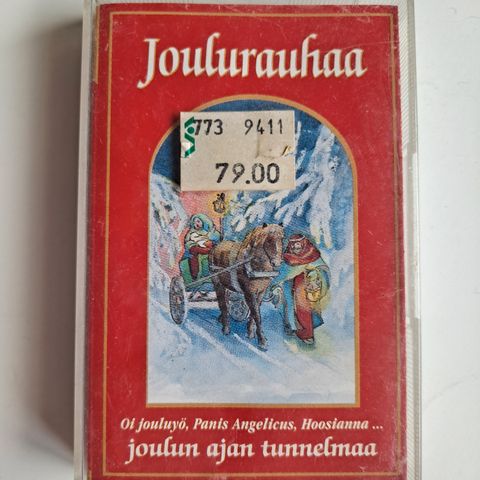 Joulurauhaa
773 9411
79.00
Oi jouluyö, Panis Angelicus, Hoosianna ...
joulun ajan tunnelmaa